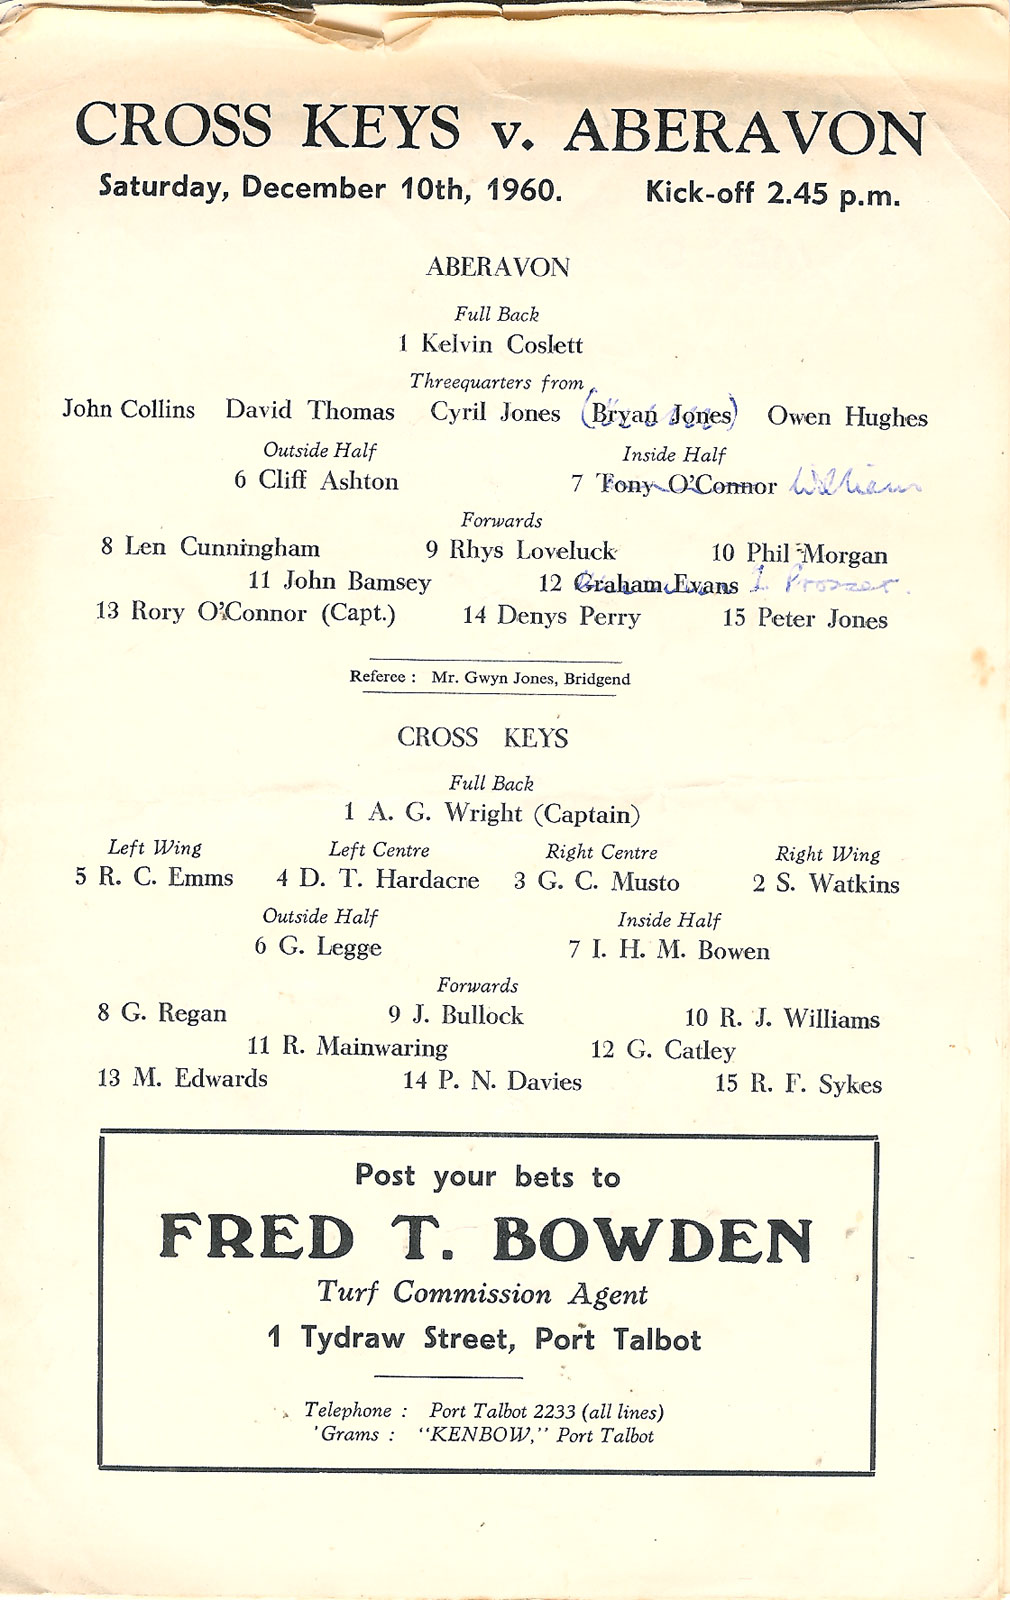 CROSS KEYS v. ABERAVON
Saturday, December 10th, 1960. Kick-off 2.45 p.m.
ABERAVON
Full Back
1 Kelvin Coslett
Threequarters from
John Collins David Thomas Cyril Jones (Bryan Jones) Owen Hughes
Outside Half Inside Half
6 Cliff Ashton 7 Tony O'Connor William
Forwards
8 Len Cunningham 9 Rhys Loveluck 10 Phil Morgan
11 John Bamsey 12 Graham Evans I Prosser.
13 Rory O'Connor (Capt.) 14 Denys Perry 15 Peter Jones
Referee : Mr. Gwyn Jones, Bridgend
CROSS KEYS
Full Back
1 A. G. Wright (Captain)
Left Wing Left Centre Right Centre Right Wing
5 R. C. Emms 4 D. T. Hardacre 3 G. C. Musto 2 S. Watkins
Outside Half Inside Half
6 G. Legge 7 I. H. M. Bowen
Forwards
8 G. Regan 9 J. Bullock 10 R. J. Williams
11 R. Mainwaring 12 G. Catley
13 M. Edwards 14 P. N. Davies 15 R. F. Sykes
Post your bets to
FRED T. BOWDEN
Turf Commission Agent
1 Tydraw Street, Port Talbot
Telephone : Port Talbot 2233 (all lines)
'Grams : "KENBOW," Port Talbot